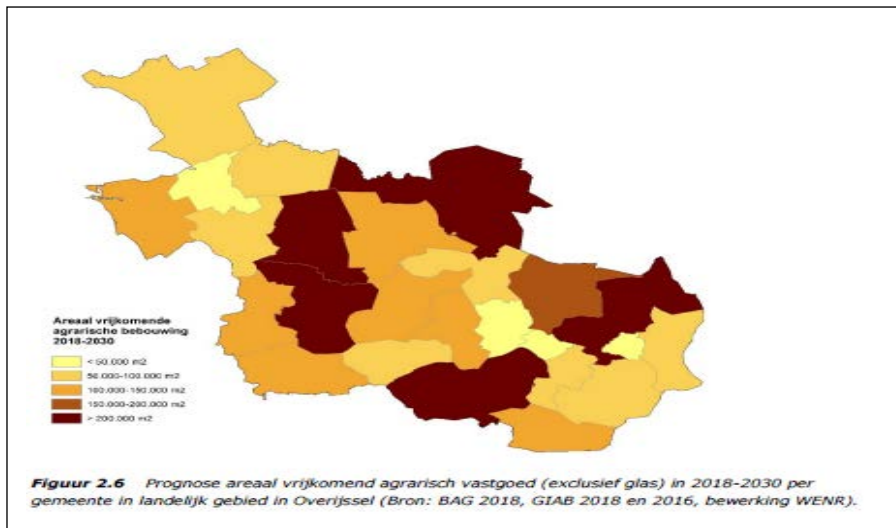 Areaal vrijkomende
agrarische bebouwing
2018-2030
< 50.000 m2
50.000-100.000 m2
100.000-150.000 m2
150.000-200.000 m2
> 200.000 m2
Figuur 2.6 Prognose areaal vrijkomend agrarisch vastgoed (exclusief glas) in 2018-2030 per
gemeente in landelijk gebied in Overijssel (Bron: BAG 2018, GIAB 2018 en 2016, bewerking WENR).